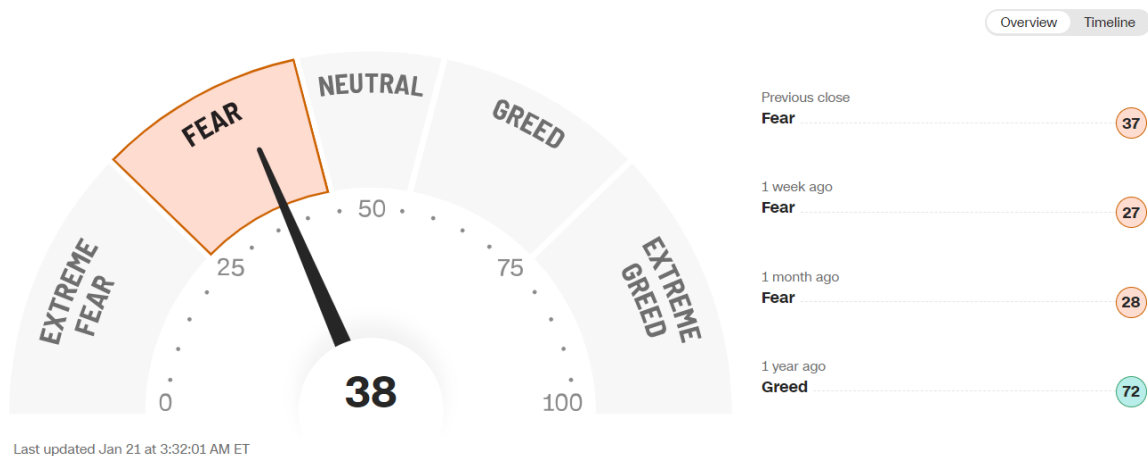 Overview
Timeline
EXTREME
FEAR
FEAR
NEUTRAL
GREED
EXTREME
GREED
0
25
50
75
100
38
Last updated Jan 21 at 3:32:01 AM ET
Previous close
Fear
37
1 week ago
Fear
27
1 month ago
Fear
28
1 year ago
Greed
72